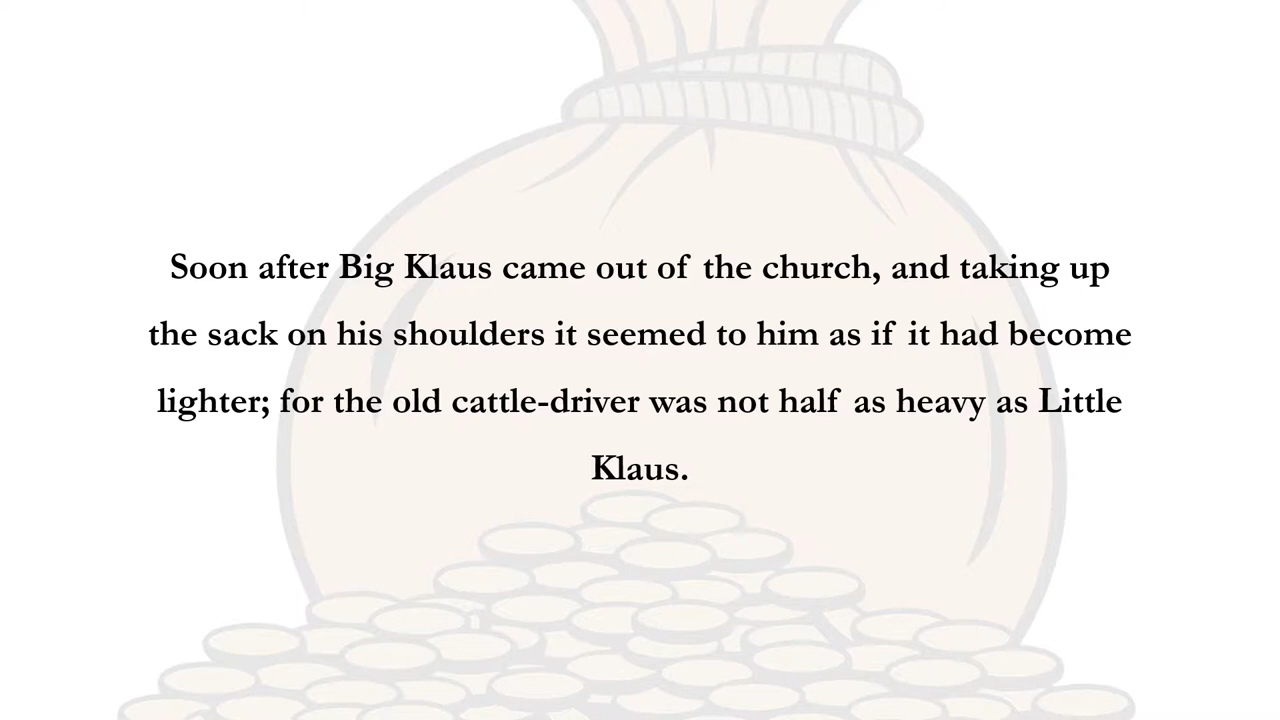 Soon after Big Klaus came out of the church, and taking up
the sack on his shoulders it seemed to him as if it had become
lighter; for the old cattle-driver was not half as heavy as Little
Klaus.